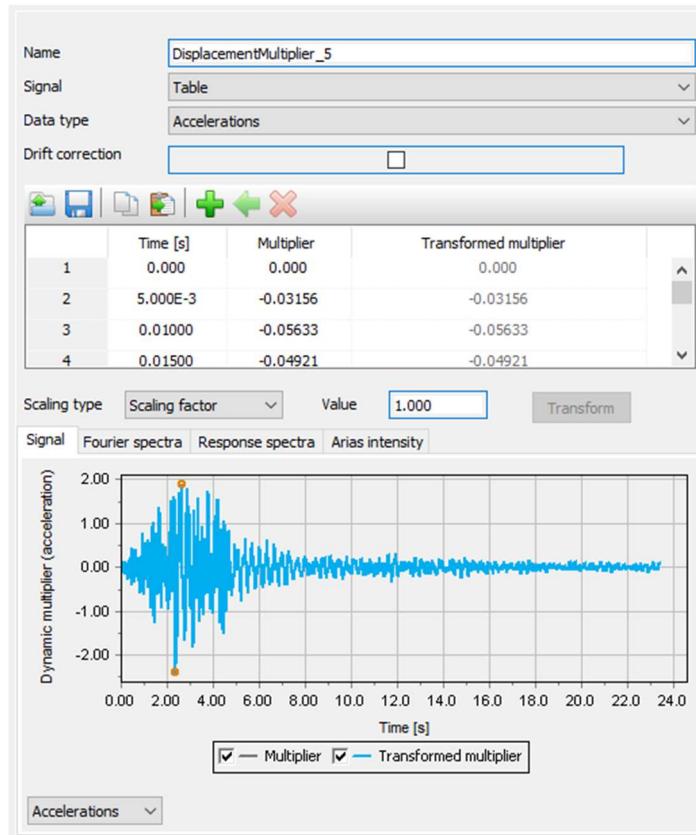 Name DisplacementMultiplier_5
Signal Table
Data type Accelerations
Drift correction
Time [s] Multiplier Transformed multiplier
1 0.000 0.000 0.000
2 5.000E-3 -0.03156 -0.03156
3 0.01000 -0.05633 -0.05633
4 0.01500 -0.04921 -0.04921
Scaling type Scaling factor Value 1.000 Transform
Signal Fourier spectra Response spectra Arias intensity
Dynamic multiplier (acceleration)
2.00
1.00
0.00
-1.00
-2.00
0.00 2.00 4.00 6.00 8.00 10.0 12.0 14.0 16.0 18.0 20.0 22.0 24.0
Time [s]
Multiplier Transformed multiplier
Accelerations